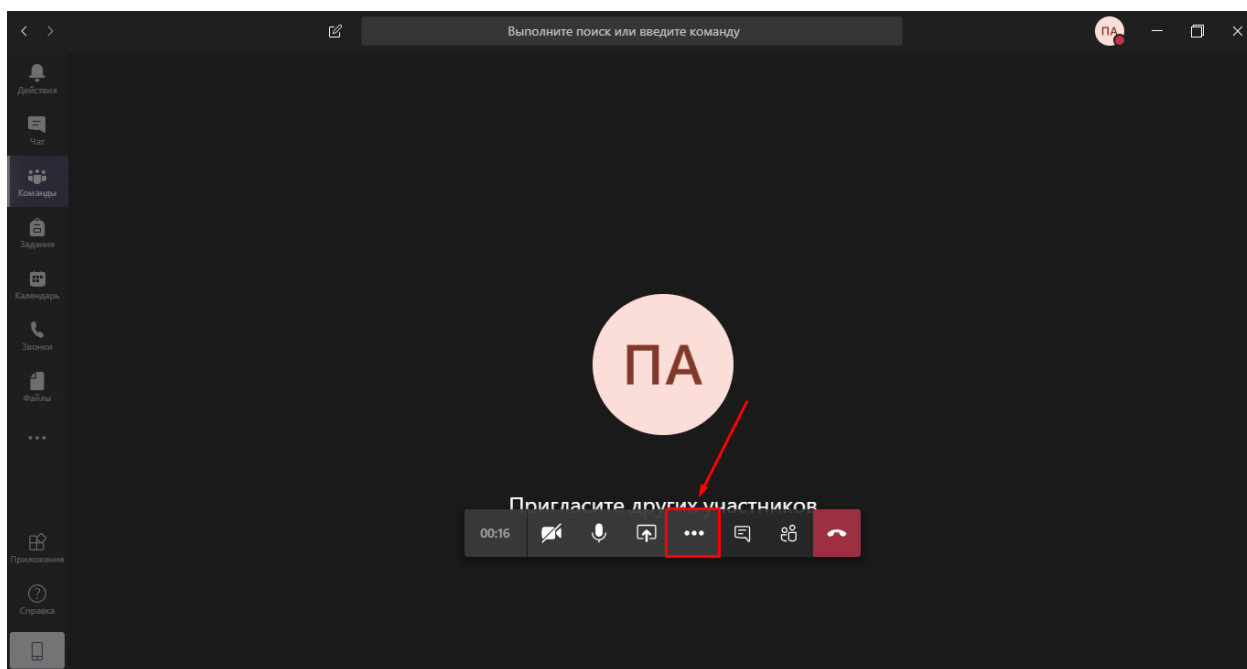 Выполните поиск или введите команду
ПА
Действия
Чат
Команды
Задания
Календарь
Звонки
Файлы
Приложения
Справка
ПА
Пригласите других участников
00:16